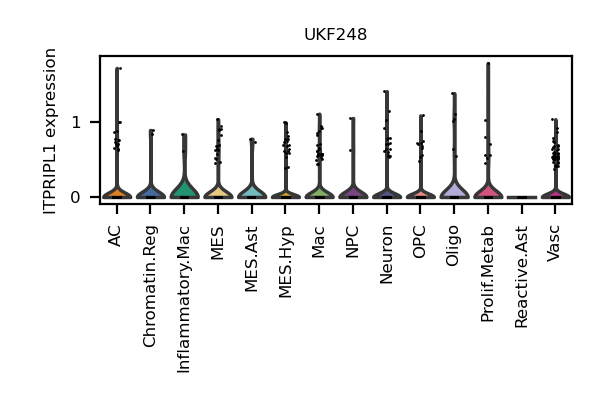 UKF248
ITPRIPL1 expression
1
0
AC
Chromatin.Reg
Inflammatory.Mac
MES
MES.Ast
MES.Hyp
Mac
NPC
Neuron
OPC
Oligo
Prolif.Metab
Reactive.Ast
Vasc